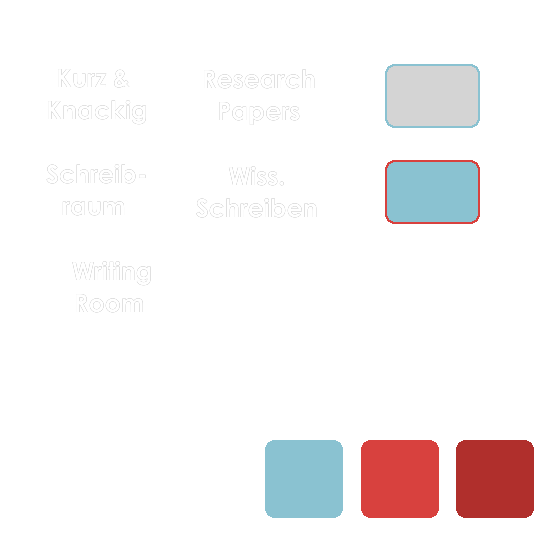 Kurz &
Knackig
Research
Papers
Schreib-
raum
Wiss.
Schreiben
Writing
Room